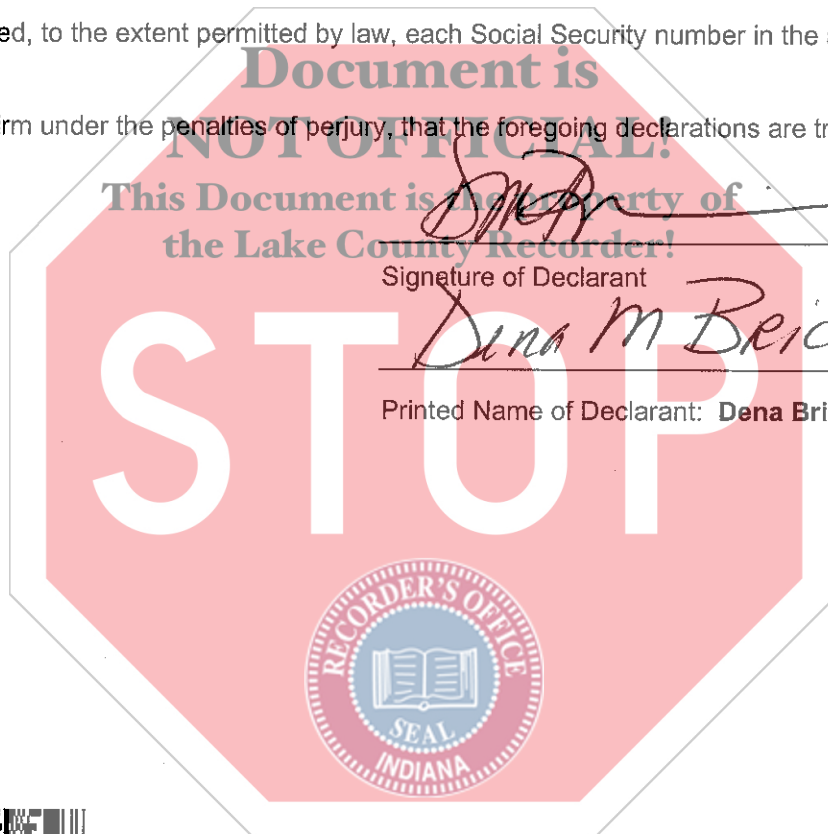 ed, to the extent permitted by law, each Social Security number in the
Document is
rm under the penalties of perjury, that the foregoing declarations are tr
NOT OFFICIAL!
This Document is the property of
the Lake County Recorder!
Signature of Declarant
Dena M Bric
Printed Name of Declarant: Dena Bri
STOP
RECORDER'S OFFICE
SEAL
INDIANA